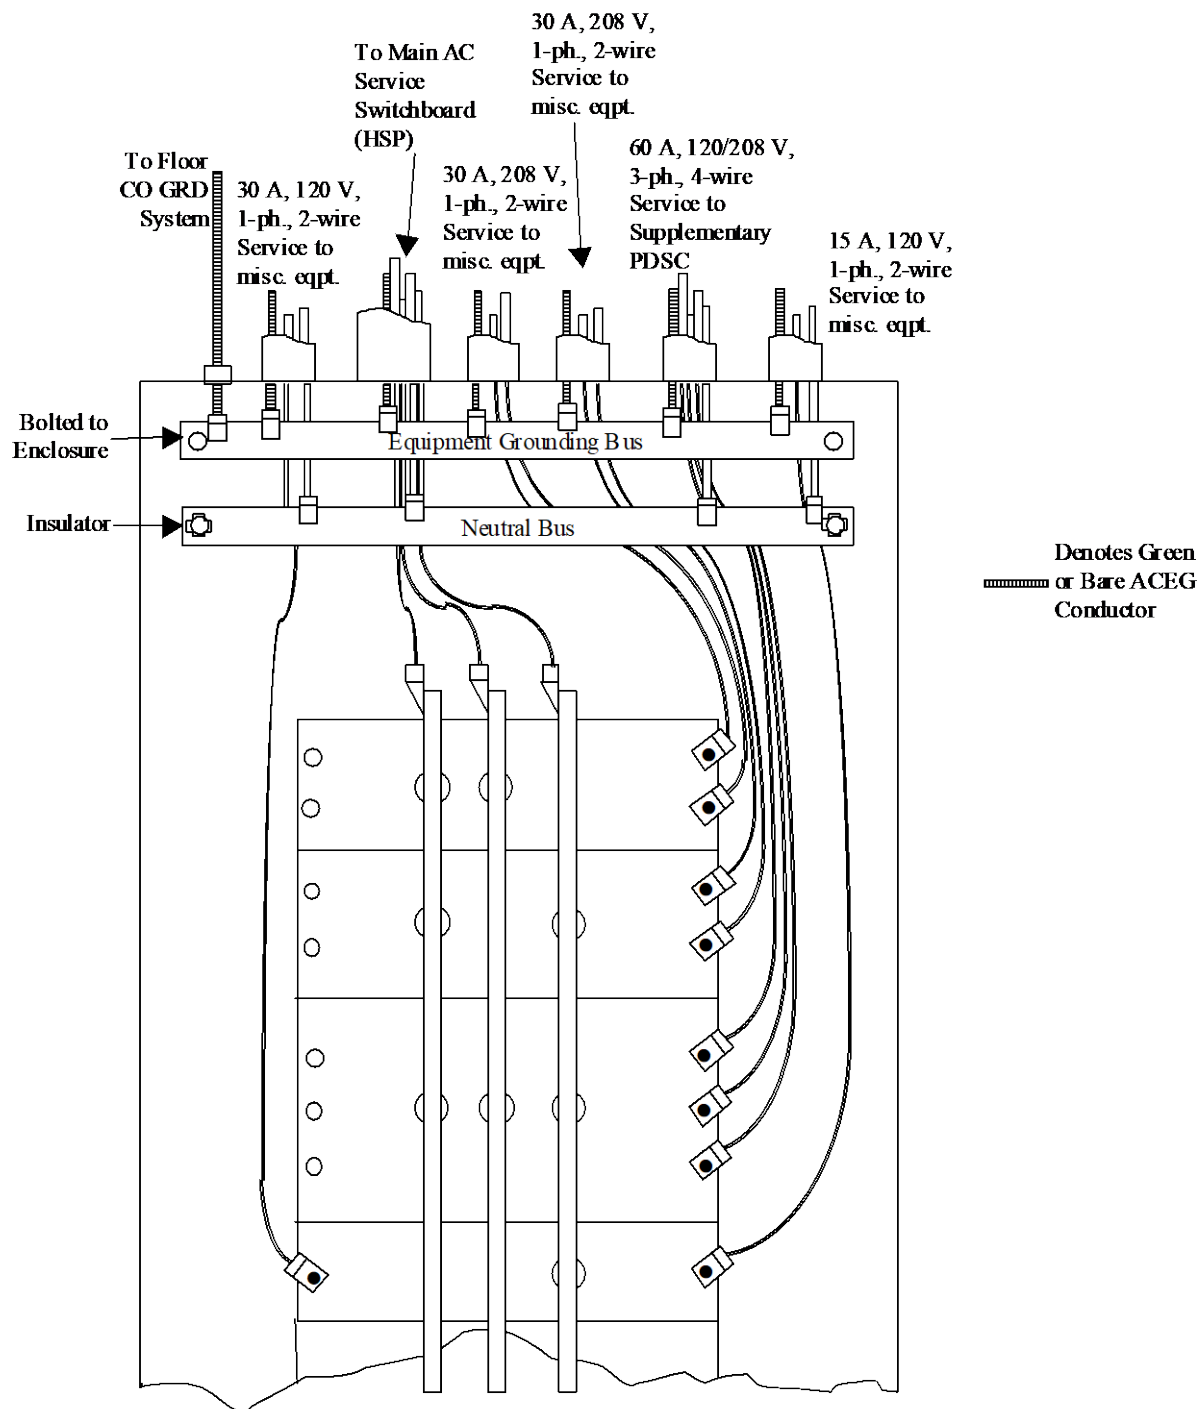 30 A, 208 V,
1-ph., 2-wire
Service to
misc. eqpt.
To Main AC
Service
Switchboard
(HSP)
To Floor
CO GRD
System
30 A, 120 V,
1-ph., 2-wire
Service to
misc. eqpt.
30 A, 208 V,
1-ph., 2-wire
Service to
misc. eqpt.
60 A, 120/208 V,
3-ph., 4-wire
Service to
Supplementary
PDSC
15 A, 120 V,
1-ph., 2-wire
Service to
misc. eqpt.
Bolted to
Enclosure
Equipment Grounding Bus
Insulator
Neutral Bus
Denotes Green
or Bare ACEG
Conductor